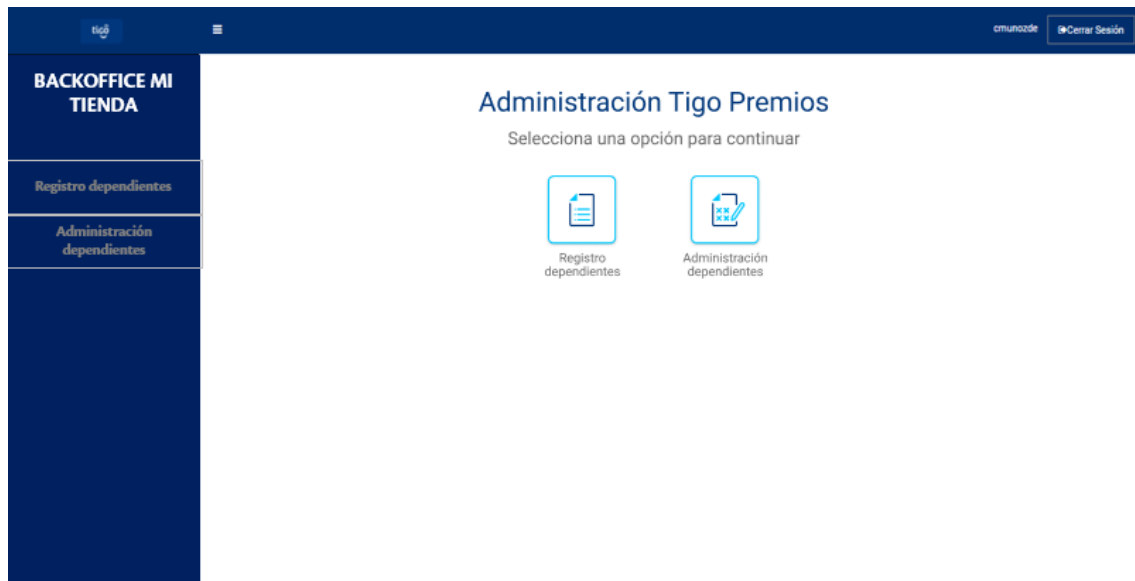 tigo
cmunozde
Cerrar Sesión
BACKOFFICE MI
TIENDA
Registro dependientes
Administración
dependientes
Administración Tigo Premios
Selecciona una opción para continuar
Registro
dependientes
Administración
dependientes